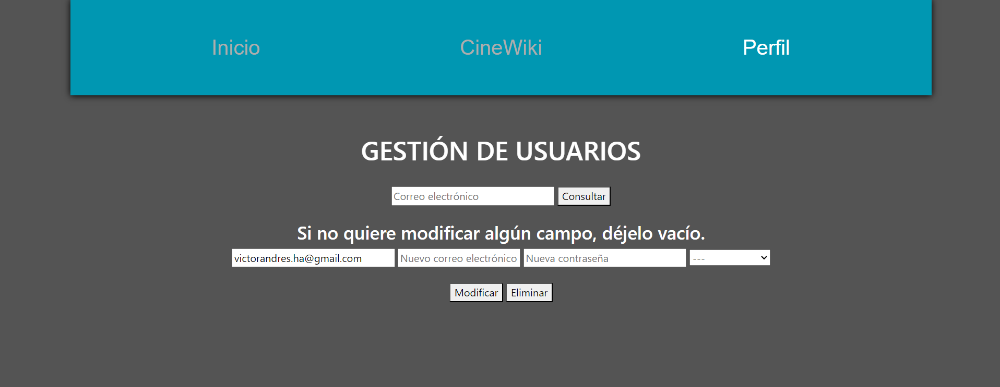 Inicio CineWiki Perfil
GESTIÓN DE USUARIOS
Correo electrónico Consultar
Si no quiere modificar algún campo, déjelo vacío.
victorandres.ha@gmail.com Nuevo correo electrónico Nueva contraseña ---
Modificar Eliminar